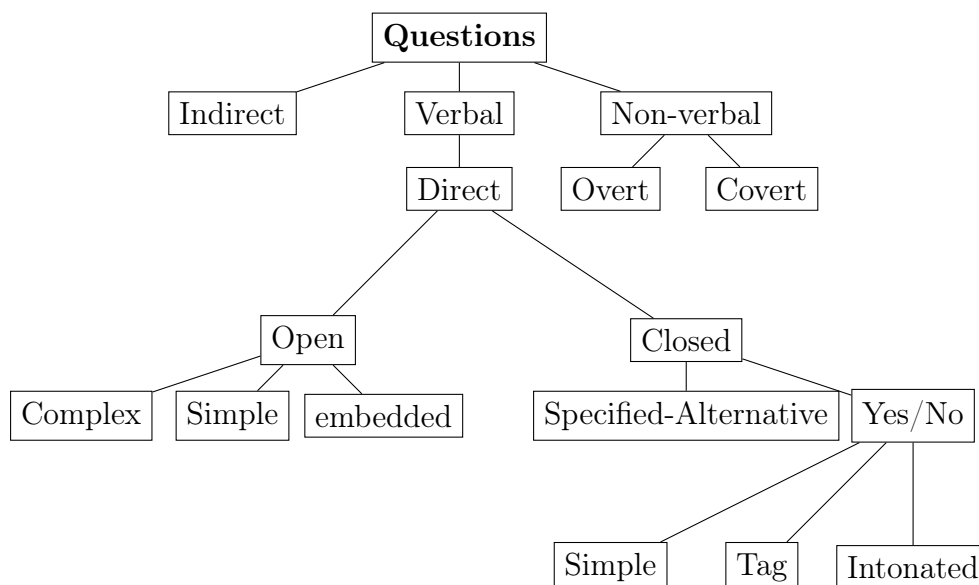 Questions
Indirect Verbal Non-verbal
Direct Overt Covert
Open Closed
Complex Simple embedded Specified-Alternative Yes/No
Simple Tag Intonated